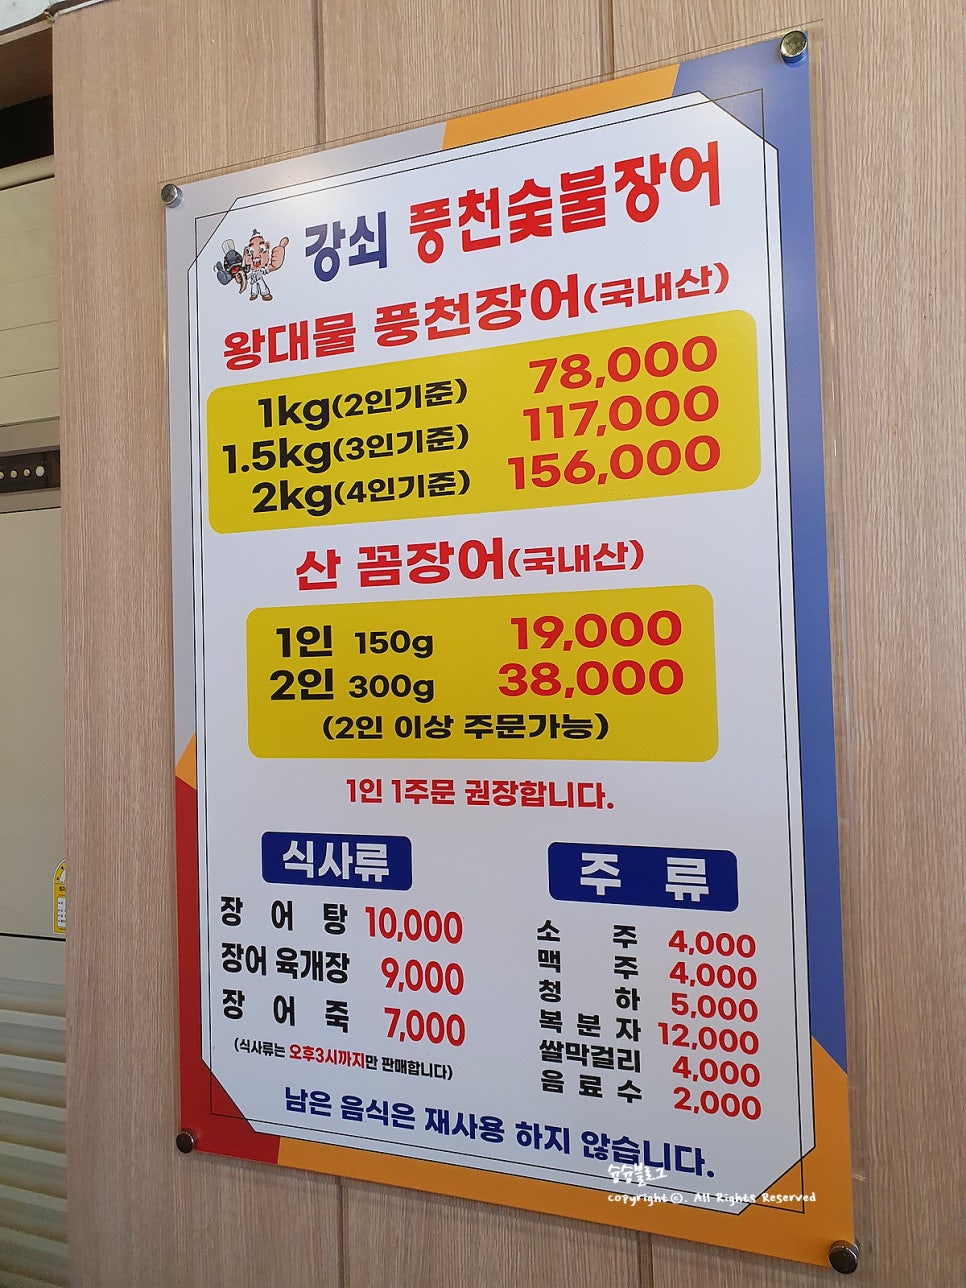 강쇠 풍천숯불장어
왕대물 풍천장어(국내산)
1kg(2인기준) 78,000
1.5kg(3인기준) 117,000
2kg(4인기준) 156,000
산 꼼장어(국내산)
1인 150g 19,000
2인 300g 38,000
(2인 이상 주문가능)
1인 1주문 권장합니다.
식사류
장 어 탕 10,000
장어 육개장 9,000
장 어 죽 7,000
(식사류는 오후3시까지만 판매합니다)
주 류
소 주 4,000
맥 주 4,000
청 하 5,000
복 분 자 12,000
쌀막걸리 4,000
음 료 수 2,000
남은 음식은 재사용 하지 않습니다.
슝슝블로그
copyrightⓒ. All Rights Reserved